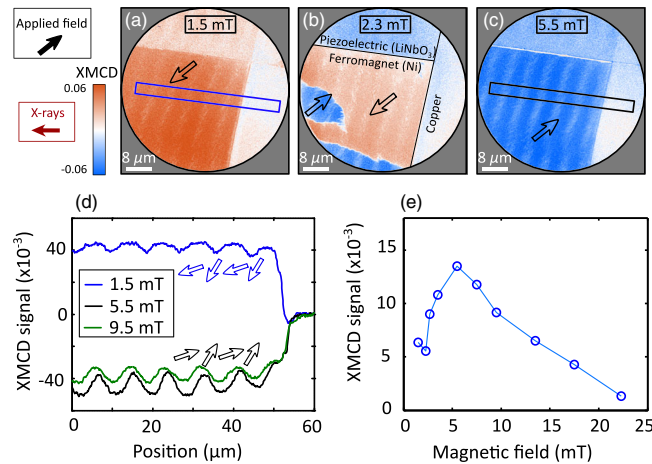 Applied field
X-rays
XMCD
0.06
-0.06
(a)
1.5 mT
8 μm
(b)
2.3 mT
Piezoelectric (LiNbO3)
Ferromagnet (Ni)
Copper
8 μm
(c)
5.5 mT
8 μm
(d)
XMCD signal (x10-3)
40
0
-40
1.5 mT
5.5 mT
9.5 mT
0 10 20 30 40 50 60
Position (μm)
(e)
XMCD signal (x10-3)
15
10
5
0
0 5 10 15 20 25
Magnetic field (mT)